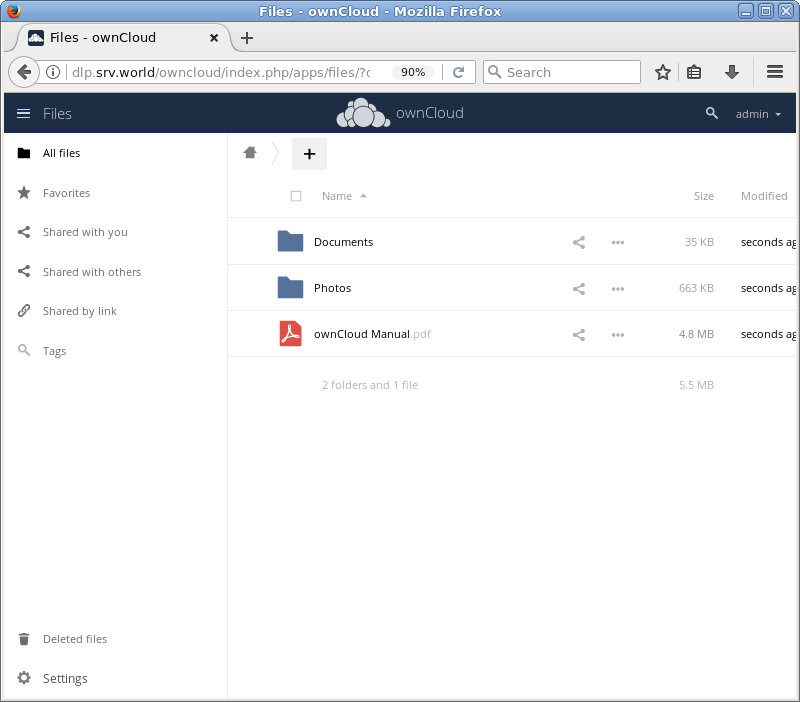 Files - ownCloud - Mozilla Firefox
Files - ownCloud
dlp.srv.world/owncloud/index.php/apps/files/?c 90% Search
Files ownCloud admin
All files
Favorites
Shared with you
Shared with others
Shared by link
Tags
Deleted files
Settings
Name Size Modified
Documents 35 KB seconds ag
Photos 663 KB seconds ag
ownCloud Manual.pdf 4.8 MB seconds ag
2 folders and 1 file 5.5 MB